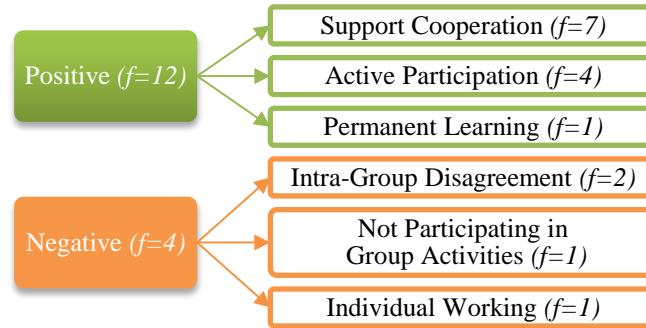 Positive (f=12)
Support Cooperation (f=7)
Active Participation (f=4)
Permanent Learning (f=1)
Negative (f=4)
Intra-Group Disagreement (f=2)
Not Participating in
Group Activities (f=1)
Individual Working (f=1)